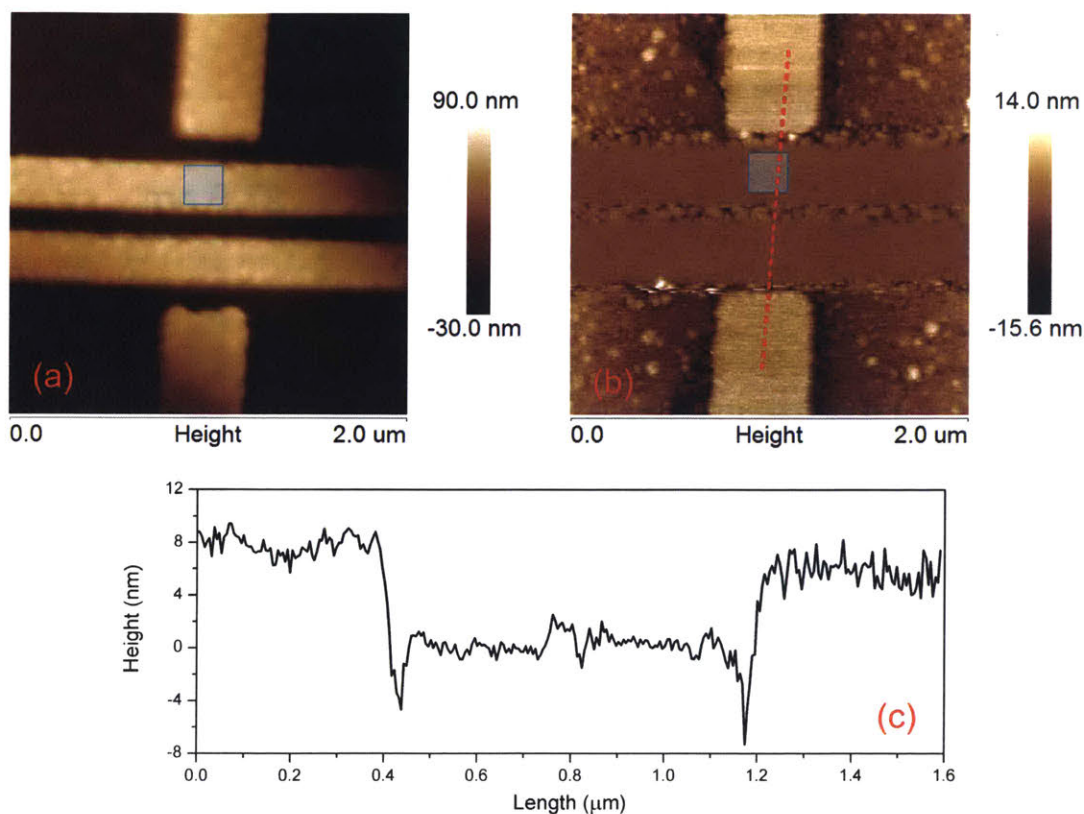 90.0 nm
-30.0 nm
(a)
0.0 Height 2.0 um
14.0 nm
-15.6 nm
(b)
0.0 Height 2.0 um
12
8
4
0
-4
-8
Height (nm)
(c)
0.0 0.2 0.4 0.6 0.8 1.0 1.2 1.4 1.6
Length (μm)